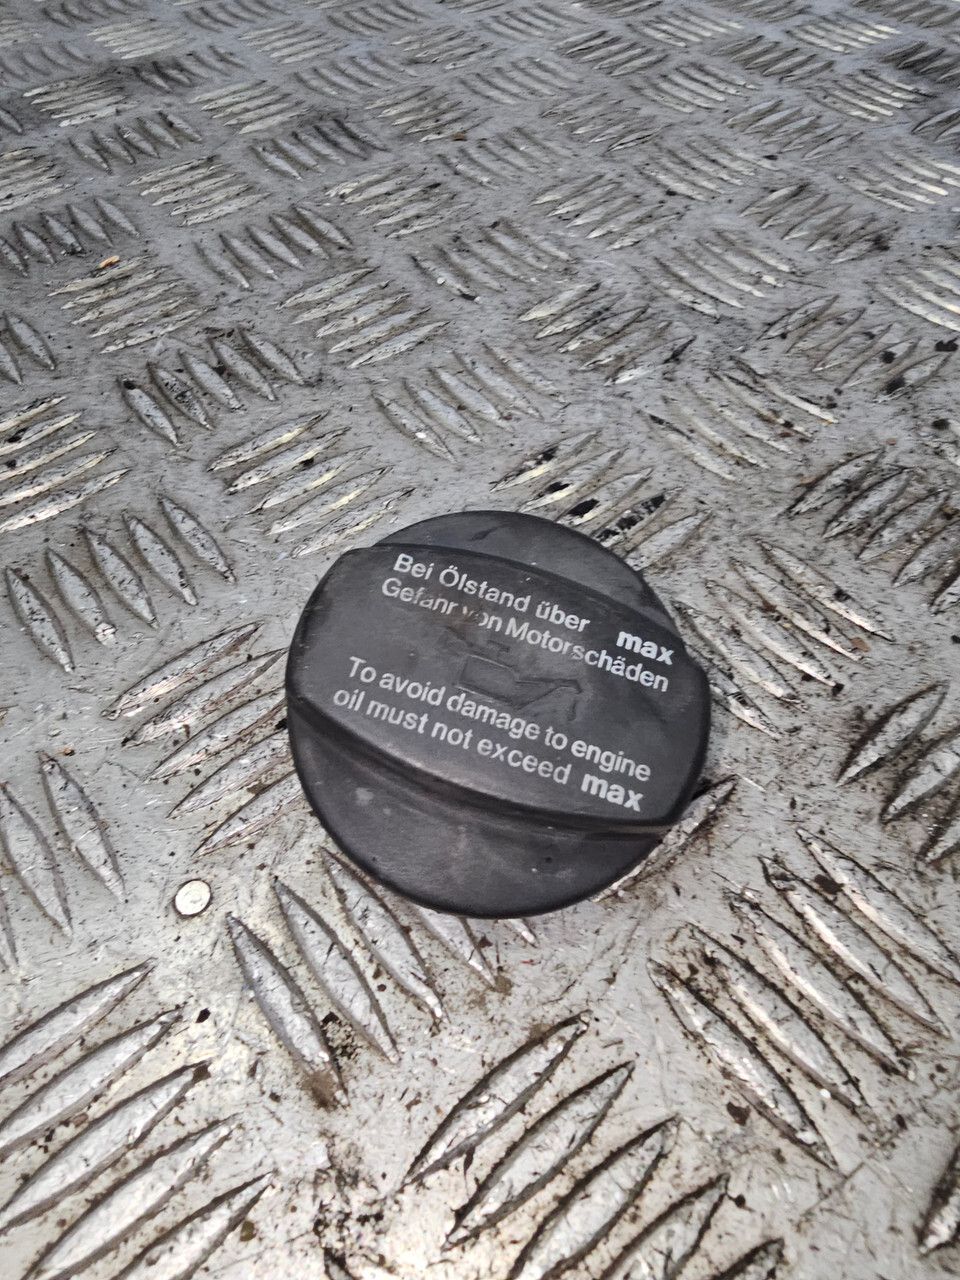 Bei Ölstand über max
Gefahr von Motorschäden
To avoid damage to engine
oil must not exceed max